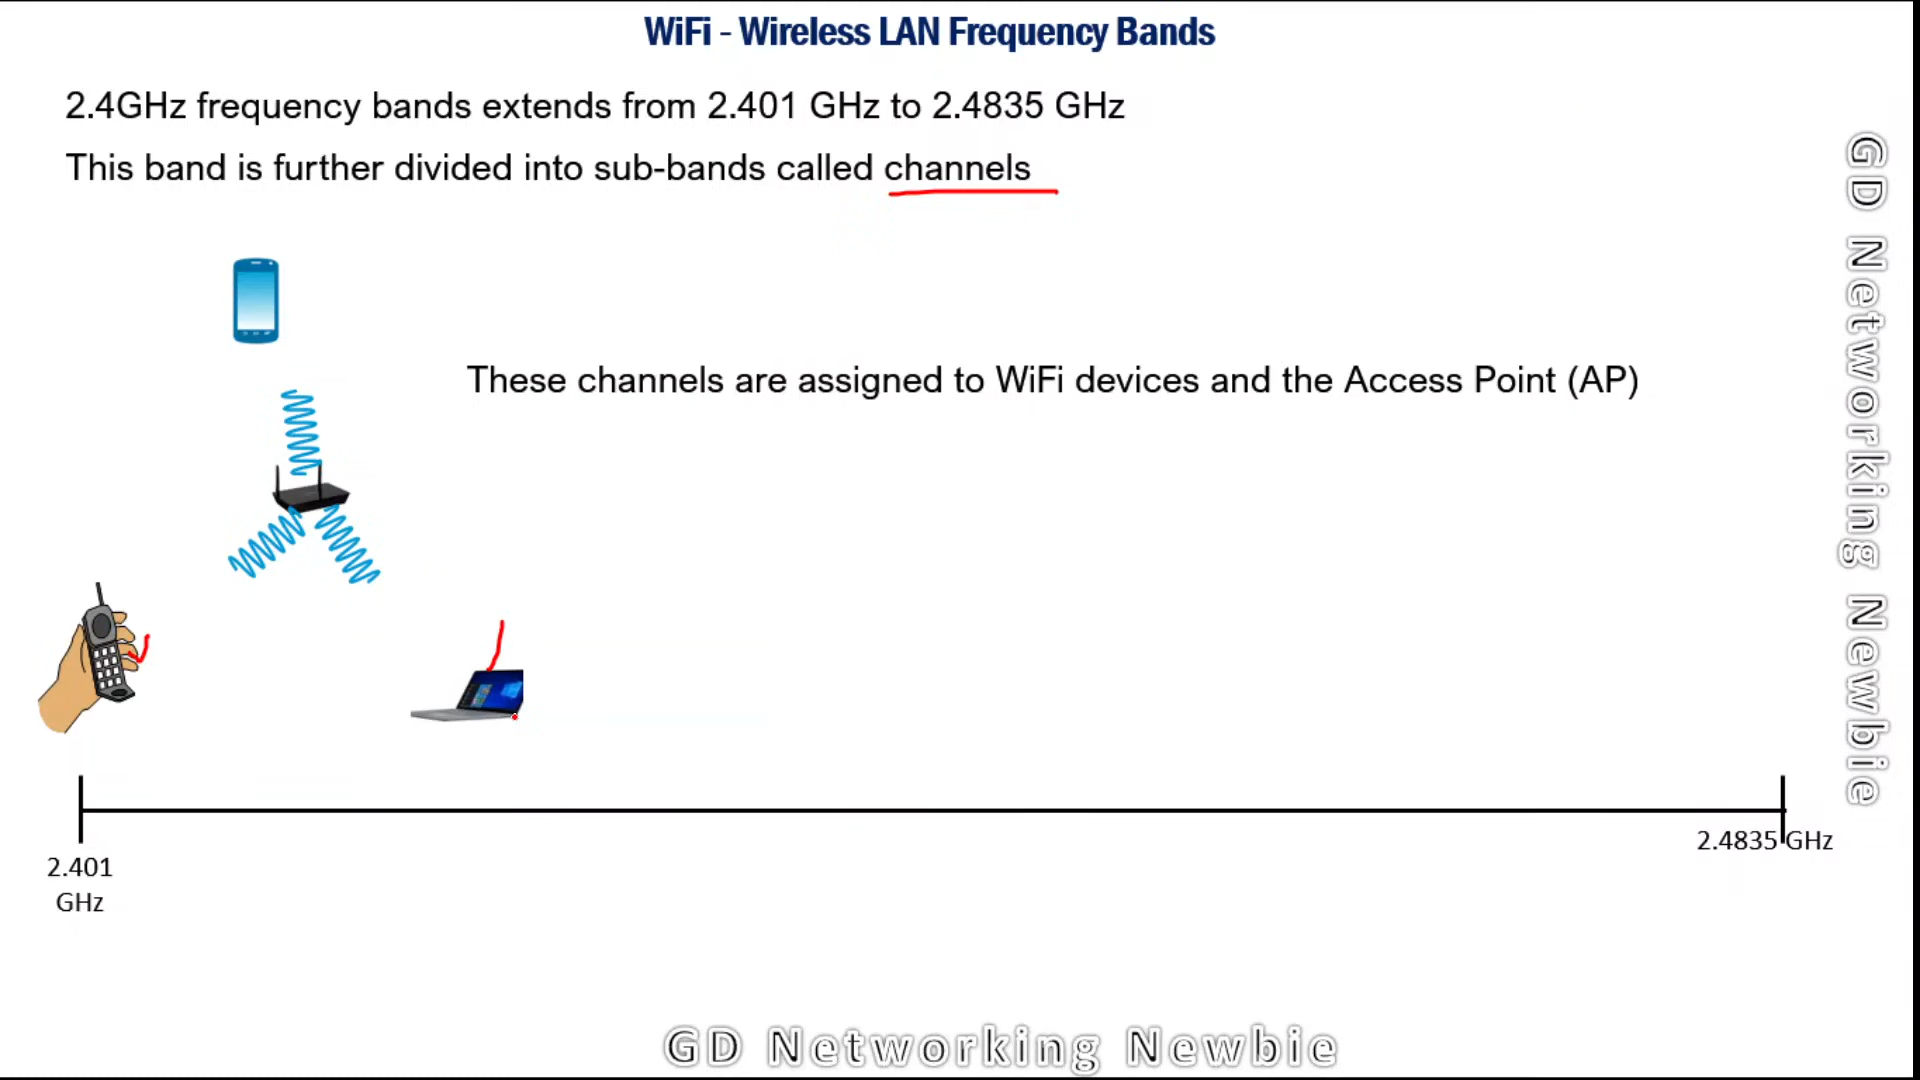 WiFi - Wireless LAN Frequency Bands
2.4GHz frequency bands extends from 2.401 GHz to 2.4835 GHz
This band is further divided into sub-bands called channels
These channels are assigned to WiFi devices and the Access Point (AP)
2.401
GHz
2.4835 GHz
GD Networking Newbie
GD Networking Newbie